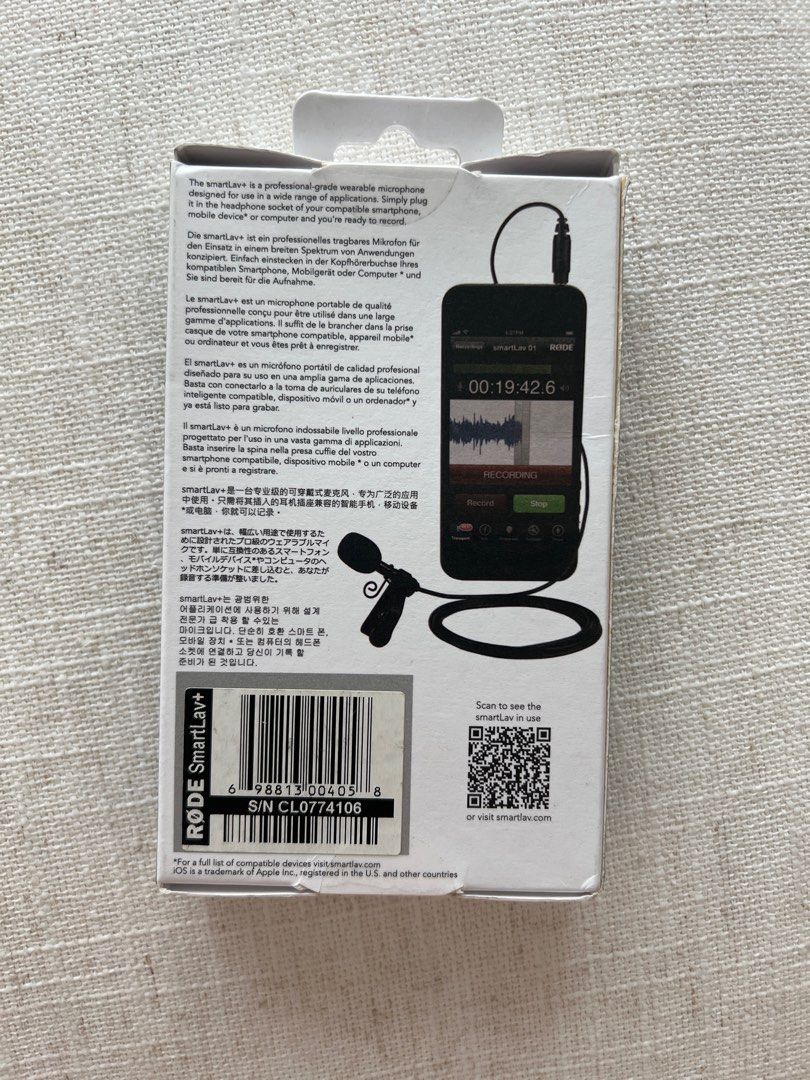 The smartLav+ is a professional-grade wearable microphone
designed for use in a wide range of applications. Simply plug
it in the headphone socket of your compatible smartphone,
mobile device* or computer and you're ready to record.
Die smartLav+ ist ein professionelles tragbares Mikrofon für
den Einsatz in einem breiten Spektrum von Anwendungen
konzipiert. Einfach einstecken in der Kopfhörerbuchse Ihres
kompatiblen Smartphone, Mobilgerät oder Computer * und
Sie sind bereit für die Aufnahme.
Le smartLav+ est un microphone portable de qualité
professionnelle conçu pour être utilisé dans une large
gamme d'applications. Il suffit de le brancher dans la prise
casque de votre smartphone compatible, appareil mobile*
ou ordinateur et vous êtes prêt à enregistrer.
El smartLav+ es un micrófono portátil de calidad profesional
diseñado para su uso en una amplia gama de aplicaciones.
Basta con conectarlo a la toma de auriculares de su teléfono
inteligente compatible, dispositivo móvil o un ordenador* y
ya está listo para grabar.
Il smartLav+ è un microfono indossabile livello professionale
progettato per l'uso in una vasta gamma di applicazioni.
Basta inserire la spina nella presa cuffie del vostro
smartphone compatibile, dispositivo mobile * o un computer
e si è pronti a registrare.
smartLav+是一台专业级的可穿戴式麦克风，专为广泛的应用
中使用。只需将其插入的耳机插座兼容的智能手机，移动设备
*或电脑，你就可以记录。
smartLav+は、幅広い用途で使用するた
めに設計されたプロ級のウェアラブルマイ
クです。単に互換性のあるスマートフォン
、モバイルデバイス*やコンピュータのヘ
ッドホンソケットに差し込むと、あなたが
録音する準備が整いました。
smartLav+는 광범위한
어플리케이션에 사용하기 위해 설계
전문가 급 착용 할 수있는
마이크입니다. 단순히 호환 스마트 폰,
모바일 장치 * 또는 컴퓨터의 헤드폰
소켓에 연결하고 당신이 기록 할
준비가 된 것입니다.
Recordings smartLav 01 RØDE
00:19:42.6
RECORDING
Record Stop
RØDE SmartLav+
6 98813 00405 8
S/N CL0774106
Scan to see the
smartLav in use
or visit smartlav.com
*For a full list of compatible devices visit smartlav.com
iOS is a trademark of Apple Inc., registered in the U.S. and other countries